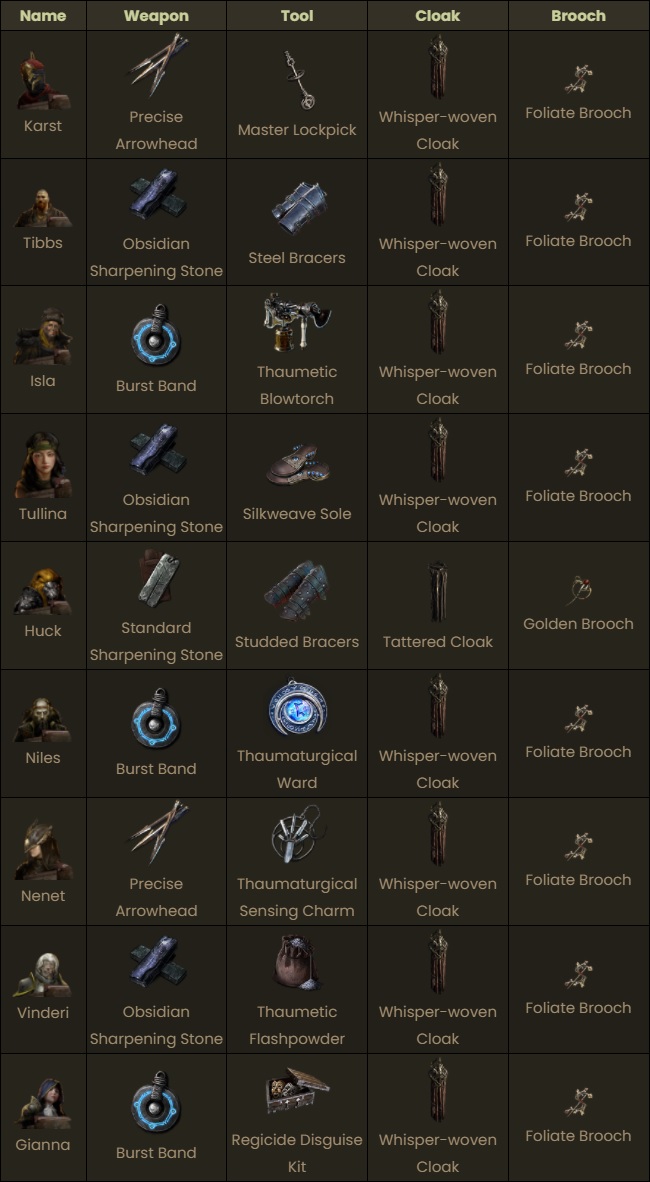 Name Weapon Tool Cloak Brooch
Karst
Precise
Arrowhead
Master Lockpick
Whisper-woven
Cloak
Foliate Brooch
Tibbs
Obsidian
Sharpening Stone
Steel Bracers
Whisper-woven
Cloak
Foliate Brooch
Isla
Burst Band
Thaumetic
Blowtorch
Whisper-woven
Cloak
Foliate Brooch
Tullina
Obsidian
Sharpening Stone
Silkweave Sole
Whisper-woven
Cloak
Foliate Brooch
Huck
Standard
Sharpening Stone
Studded Bracers
Tattered Cloak
Golden Brooch
Niles
Burst Band
Thaumaturgical
Ward
Whisper-woven
Cloak
Foliate Brooch
Nenet
Precise
Arrowhead
Thaumaturgical
Sensing Charm
Whisper-woven
Cloak
Foliate Brooch
Vinderi
Obsidian
Sharpening Stone
Thaumetic
Flashpowder
Whisper-woven
Cloak
Foliate Brooch
Gianna
Burst Band
Regicide Disguise
Kit
Whisper-woven
Cloak
Foliate Brooch